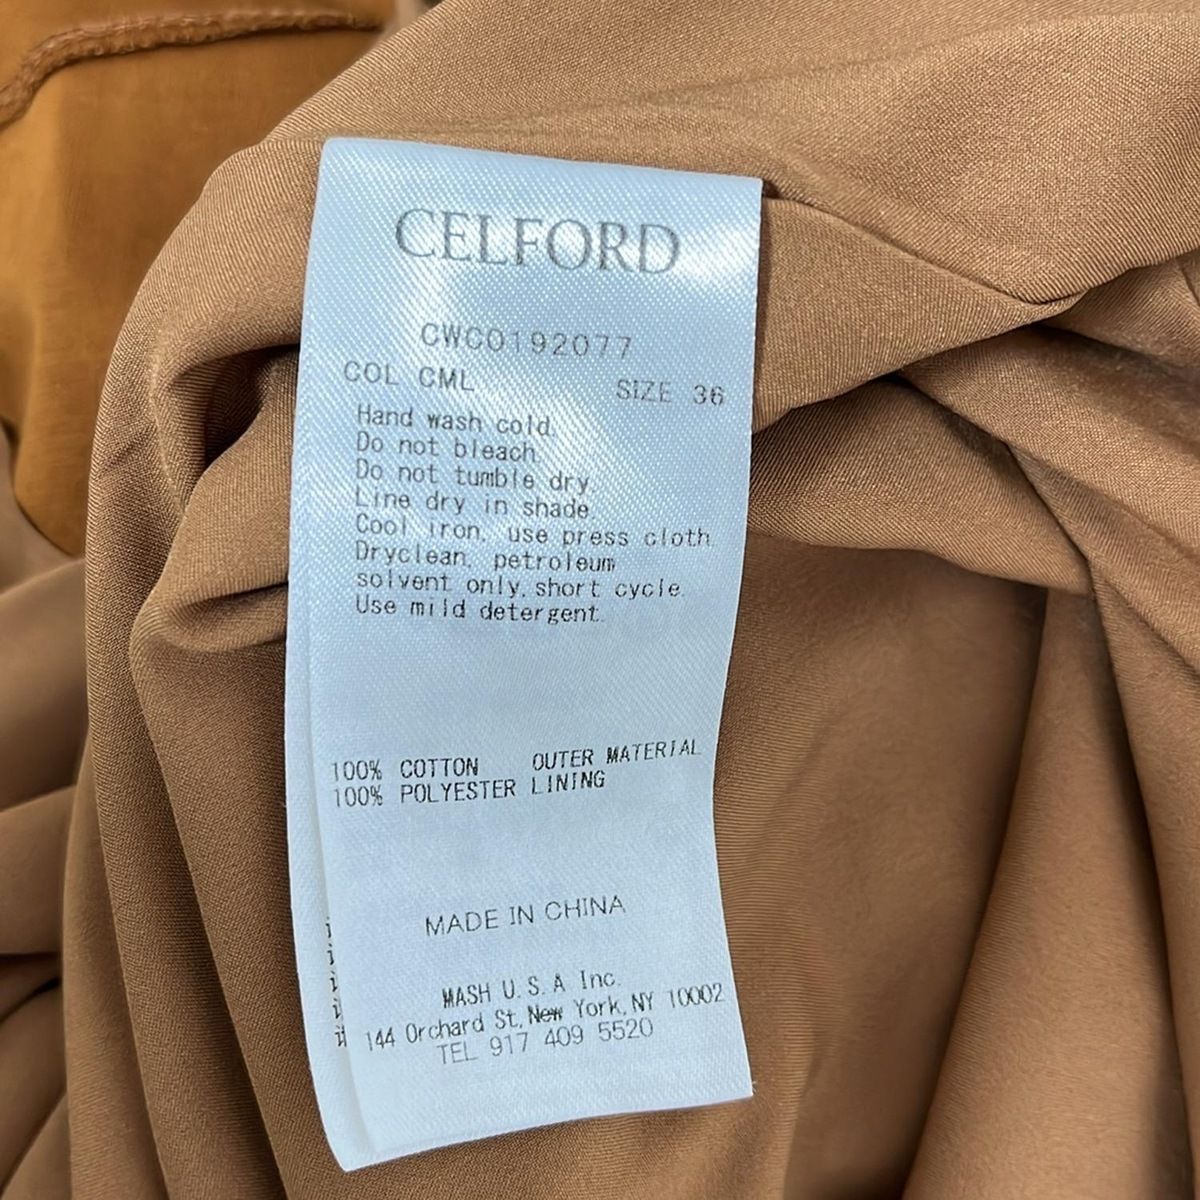 CELFORD
CWCO192077
COL CML SIZE 36
Hand wash cold.
Do not bleach.
Do not tumble dry.
Line dry in shade
Cool iron, use press cloth.
Dryclean, petroleum
solvent only, short cycle.
Use mild detergent.
100% COTTON OUTER MATERIAL
100% POLYESTER LINING
MADE IN CHINA
MASH U.S.A Inc.
144 Orchard St, New York, NY 10002
TEL 917 409 5520